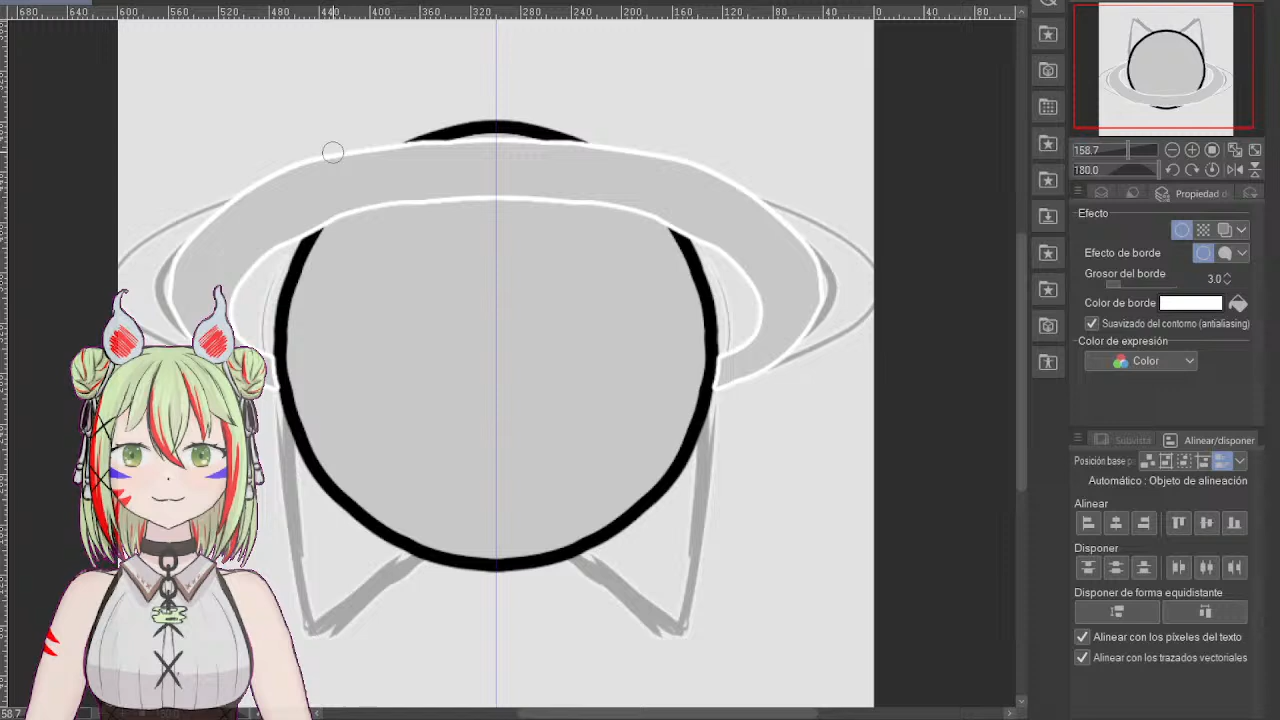 680 640 600 560 520 480 440 400 360 320 280 240 200 160 120 80 40 0 40 80
158.7
180.0
Propiedad d
Efecto
Efecto de borde
Grosor del borde 3.0
Color de borde
Suavizado del contorno (antialiasing)
Color de expresión
Color
Subvista Alinear/disponer
Posición base p
Automático : Objeto de alineación
Alinear
Disponer
Disponer de forma equidistante
Alinear con los píxeles del texto
Alinear con los trazados vectoriales
58.7